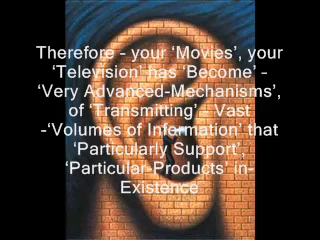 Therefore - your ‘Movies’, your
‘Television’ has ‘Become’ –
‘Very Advanced-Mechanisms’,
of ‘Transmitting’ - Vast
-‘Volumes of Information’ that
‘Particularly Support’,
‘Particular-Products’ in-
Existence